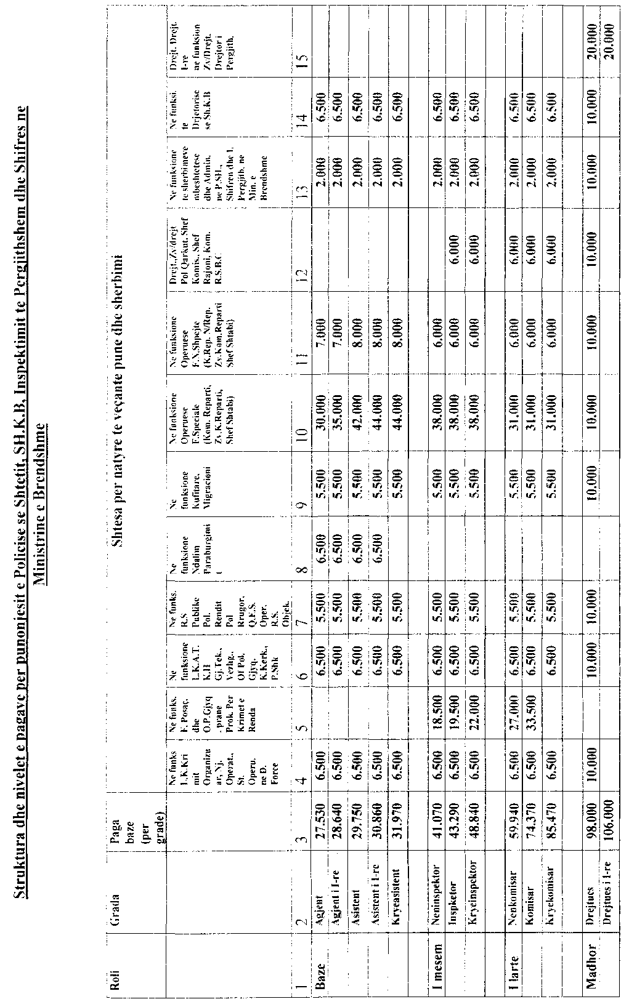 Struktura dhe nivelet e pagave per punonjesit e Policise se Shtetit, SH.K.B, Inspektimit te Pergjithshem dhe Shifres ne
Ministrine e Brendshme
Roli | Grada | Paga baze (per grade) | Shtesa per natyre te veçante pune dhe sherbimi
Ne funks L.K.Kri mit Organizu ar, Nj. Operat., St. Operu. ne D. Force | Ne funks. F. Posaç. dhe O.P.Gjyq . prane Prok. Per Krimet e Renda | Ne funksione L.K.A.T. K.H Gj.Tek., Vezhg., Of Pol. Gjyq. K.Kerk., P.Shk | Ne funks. R.S Publike Pol. Rendit Pol Rrugor, Q.F.S. Oper. R.S. Objek. | Ne funksione Ndalim Paraburgimi t | Ne funksione Kufitare, Migracioni | Ne funksione Operuese F.Speciale (Kom. Reparti, Zv.K.Reparti, Shef Shtabi) | Ne funksione Operuese F.N.Shpejte (K.Rep. N/Rep. Zv.Kom.Reparti Shef Shtabi) | Drejt.,Zv/drejt Pol Qarkut, Shef Komis., Shef Rajoni, Kom. R.S.B.C | Ne funksione te sherbimeve mbeshtetese dhe Admin. ne P.SH., Shifren dhe I. Pergjith. ne Min. e Brendshme | Ne funksi. te Drjetorise se Sh.K.B | Drejt. Drejt. I-re ne funksion Zv/Drejt. Drejtor i Pergjith.
1 | 2 | 3 | 4 | 5 | 6 | 7 | 8 | 9 | 10 | 11 | 12 | 13 | 14 | 15
Baze | Agjent | 27.530 | 6.500 | | 6.500 | 5.500 | 6.500 | 5.500 | 30.000 | 7.000 | | 2.000 | 6.500
Agjent i I-re | 28.640 | 6.500 | | 6.500 | 5.500 | 6.500 | 5.500 | 35.000 | 7.000 | | 2.000 | 6.500
Asistent | 29.750 | 6.500 | | 6.500 | 5.500 | 6.500 | 5.500 | 42.000 | 8.000 | | 2.000 | 6.500
Asistent i 1-re | 30.860 | 6.500 | | 6.500 | 5.500 | 6.500 | 5.500 | 44.000 | 8.000 | | 2.000 | 6.500
Kryeasistent | 31.970 | 6.500 | | 6.500 | 5.500 | | 5.500 | 44.000 | 8.000 | | 2.000 | 6.500
I mesem | Neninspektor | 41.070 | 6.500 | 18.500 | 6.500 | 5.500 | | 5.500 | 38.000 | 6.000 | | 2.000 | 6.500
Inspketor | 43.290 | 6.500 | 19.500 | 6.500 | 5.500 | | 5.500 | 38.000 | 6.000 | 6.000 | 2.000 | 6.500
Kryeinspektor | 48.840 | 6.500 | 22.000 | 6.500 | 5.500 | | 5.500 | 38.000 | 6.000 | 6.000 | 2.000 | 6.500
I larte | Nenkomisar | 59.940 | 6.500 | 27.000 | 6.500 | 5.500 | | 5.500 | 31.000 | 6.000 | 6.000 | 2.000 | 6.500
Komisar | 74.370 | 6.500 | 33.500 | 6.500 | 5.500 | | 5.500 | 31.000 | 6.000 | 6.000 | 2.000 | 6.500
Kryekomisar | 85.470 | 6.500 | | 6.500 | 5.500 | | 5.500 | 31.000 | 6.000 | 6.000 | 2.000 | 6.500
Madhor | Drejtues | 98.000 | 10.000 | | 10.000 | 10.000 | | 10.000 | 10.000 | 10.000 | 10.000 | 10.000 | 10.000 | 20.000
Drejtues i 1-re | 106.000 | 20.000